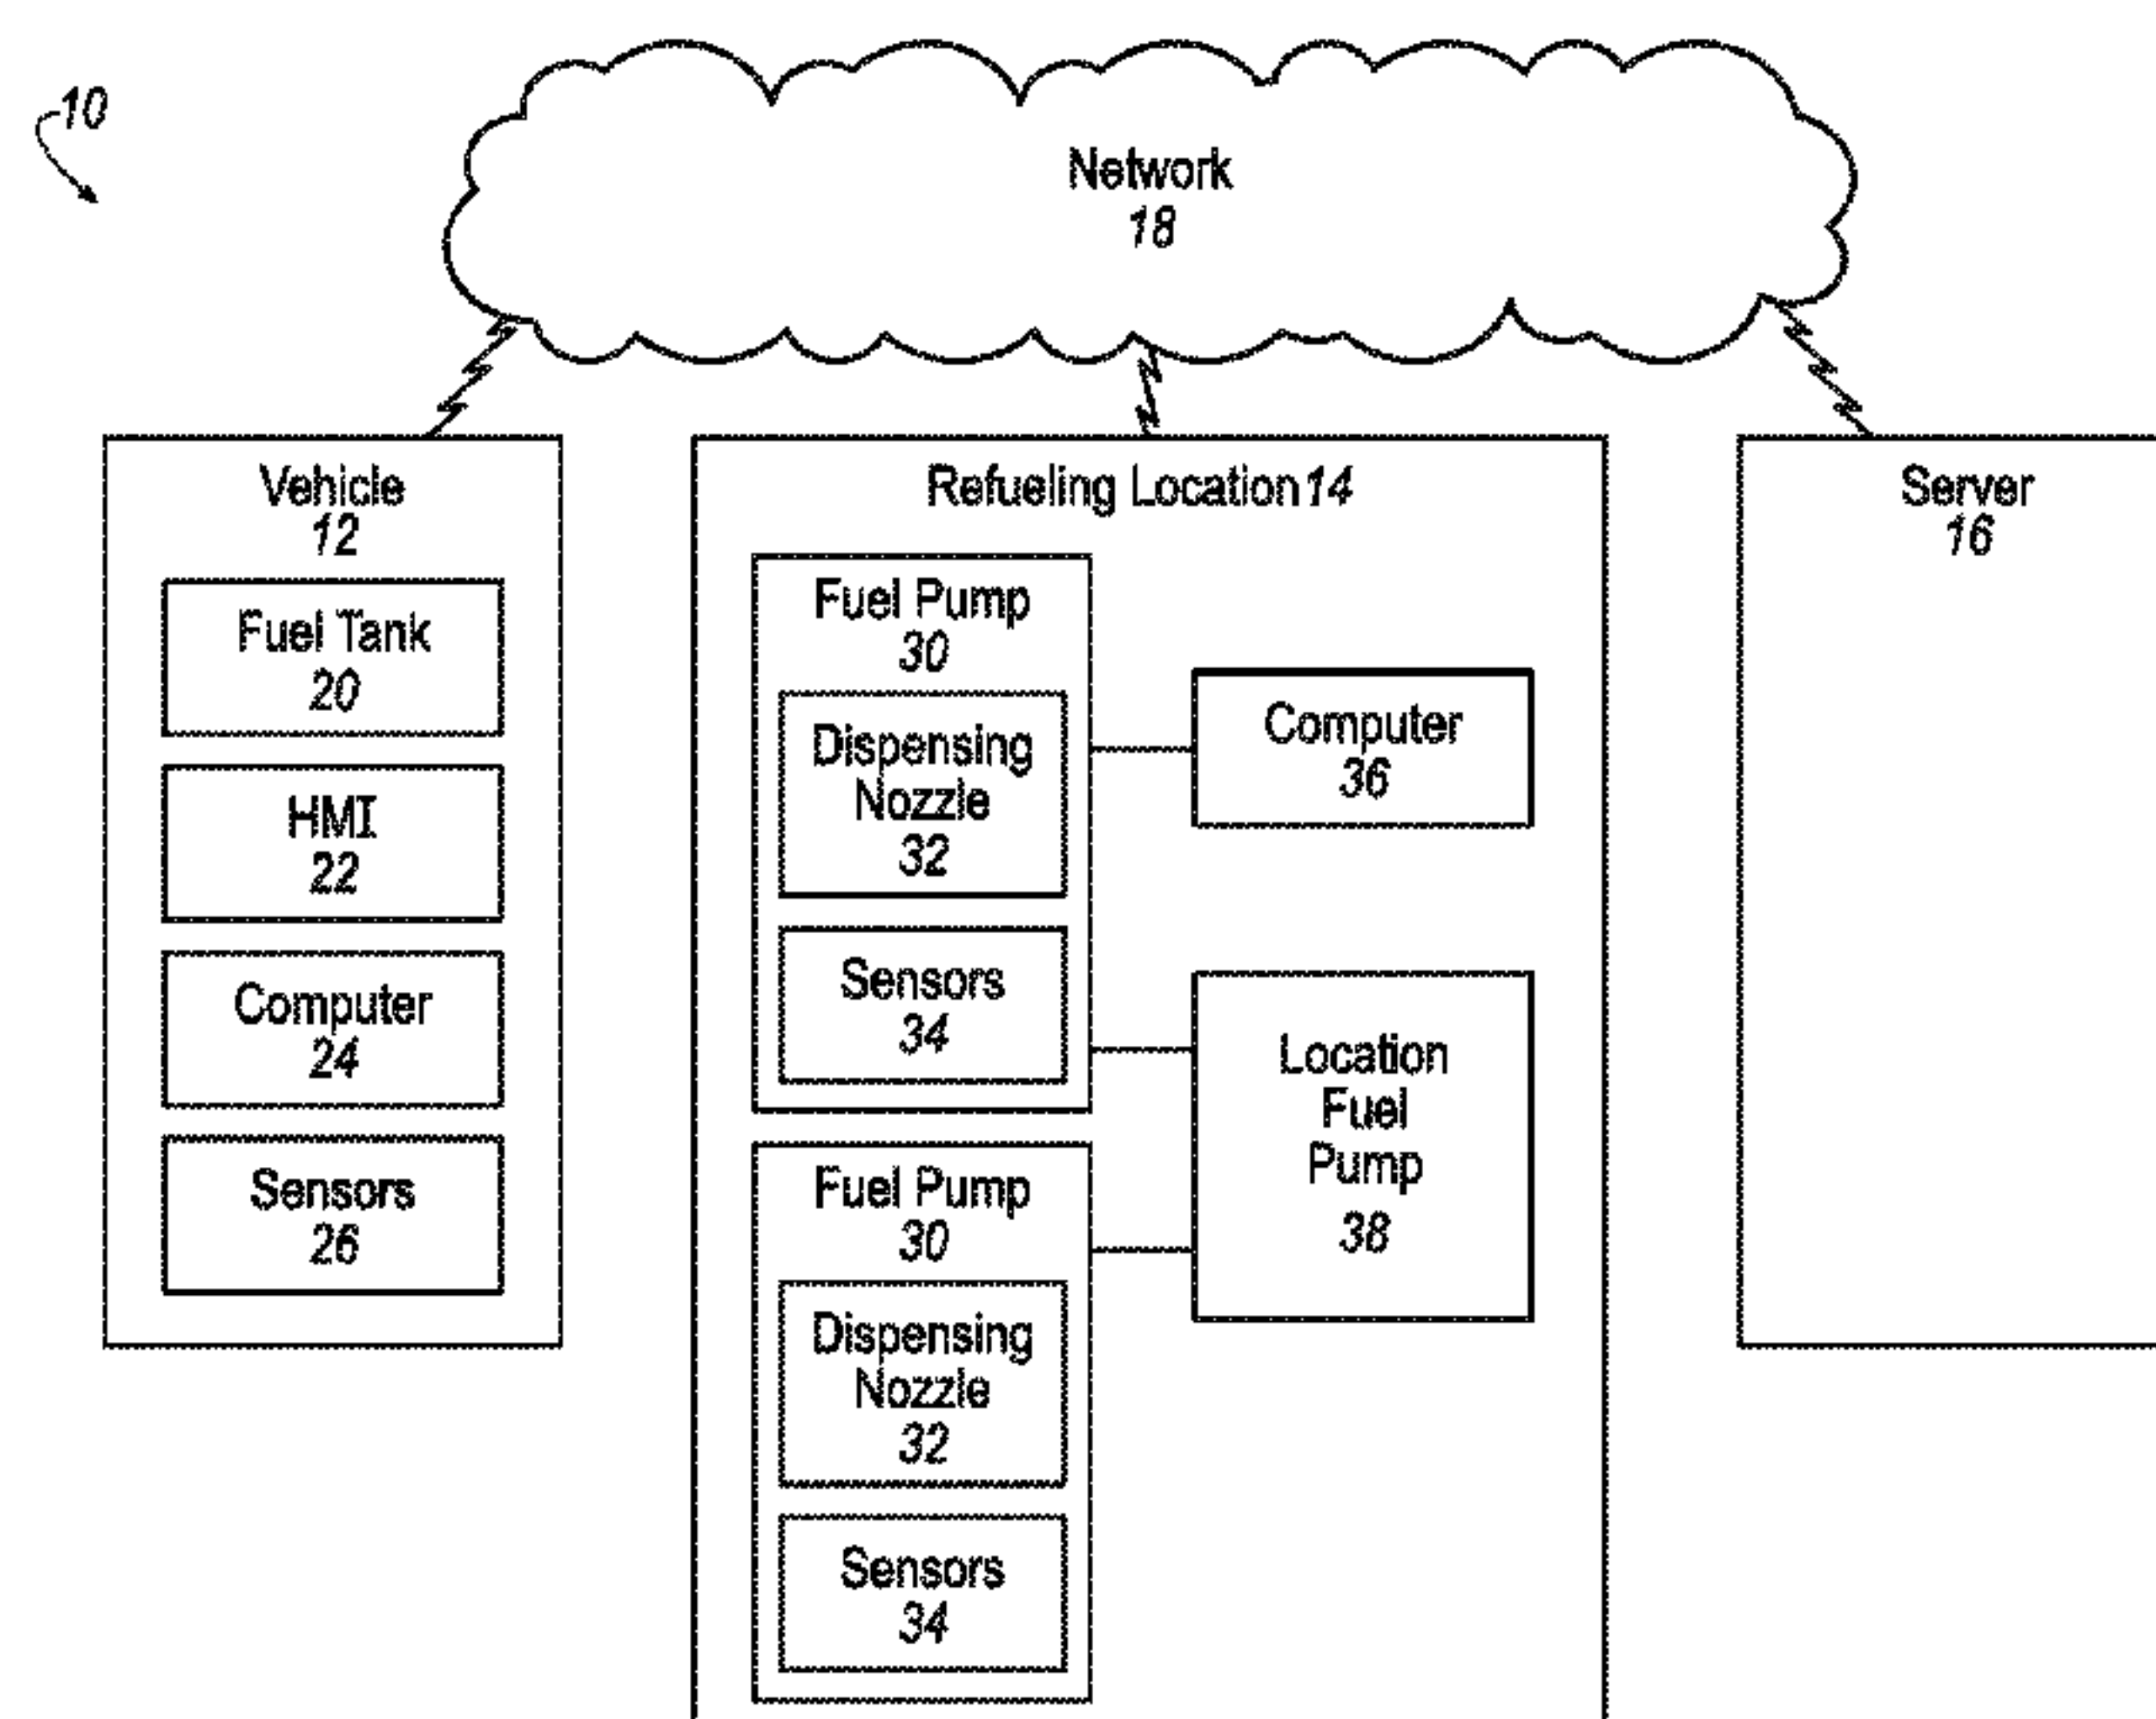 10
Network
18
Vehicle
12
Fuel Tank
20
HMI
22
Computer
24
Sensors
26
Refueling Location 14
Fuel Pump
30
Dispensing
Nozzle
32
Sensors
34
Fuel Pump
30
Dispensing
Nozzle
32
Sensors
34
Computer
36
Location
Fuel
Pump
38
Server
16